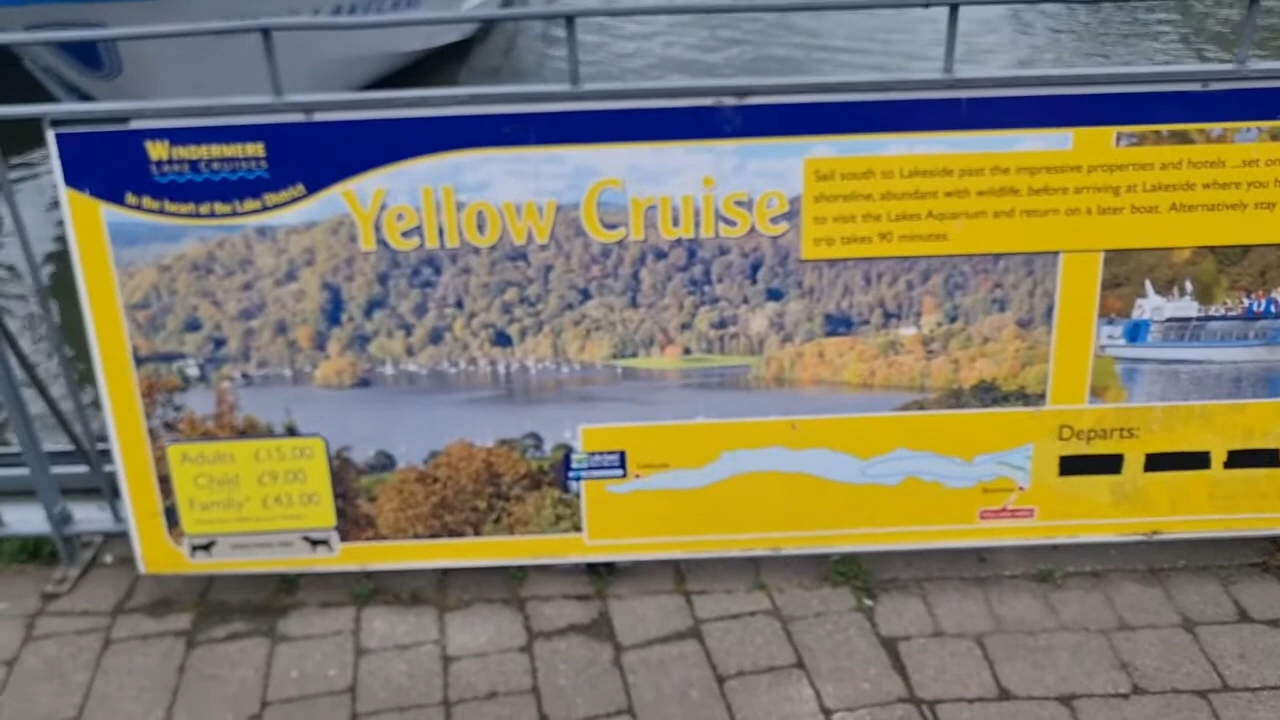 WINDERMERE
LAKE CRUISES
to the heart of the Lake District
Yellow Cruise
Sail south to Lakeside past the impressive properties and hotels ...set on
shoreline, abundant with wildlife, before arriving at Lakeside where you h
to visit the Lakes Aquarium and return on a later boat. Alternatively stay
trip takes 90 minutes.
Adults £15.00
Child £9.00
Family* £43.00
Departs: